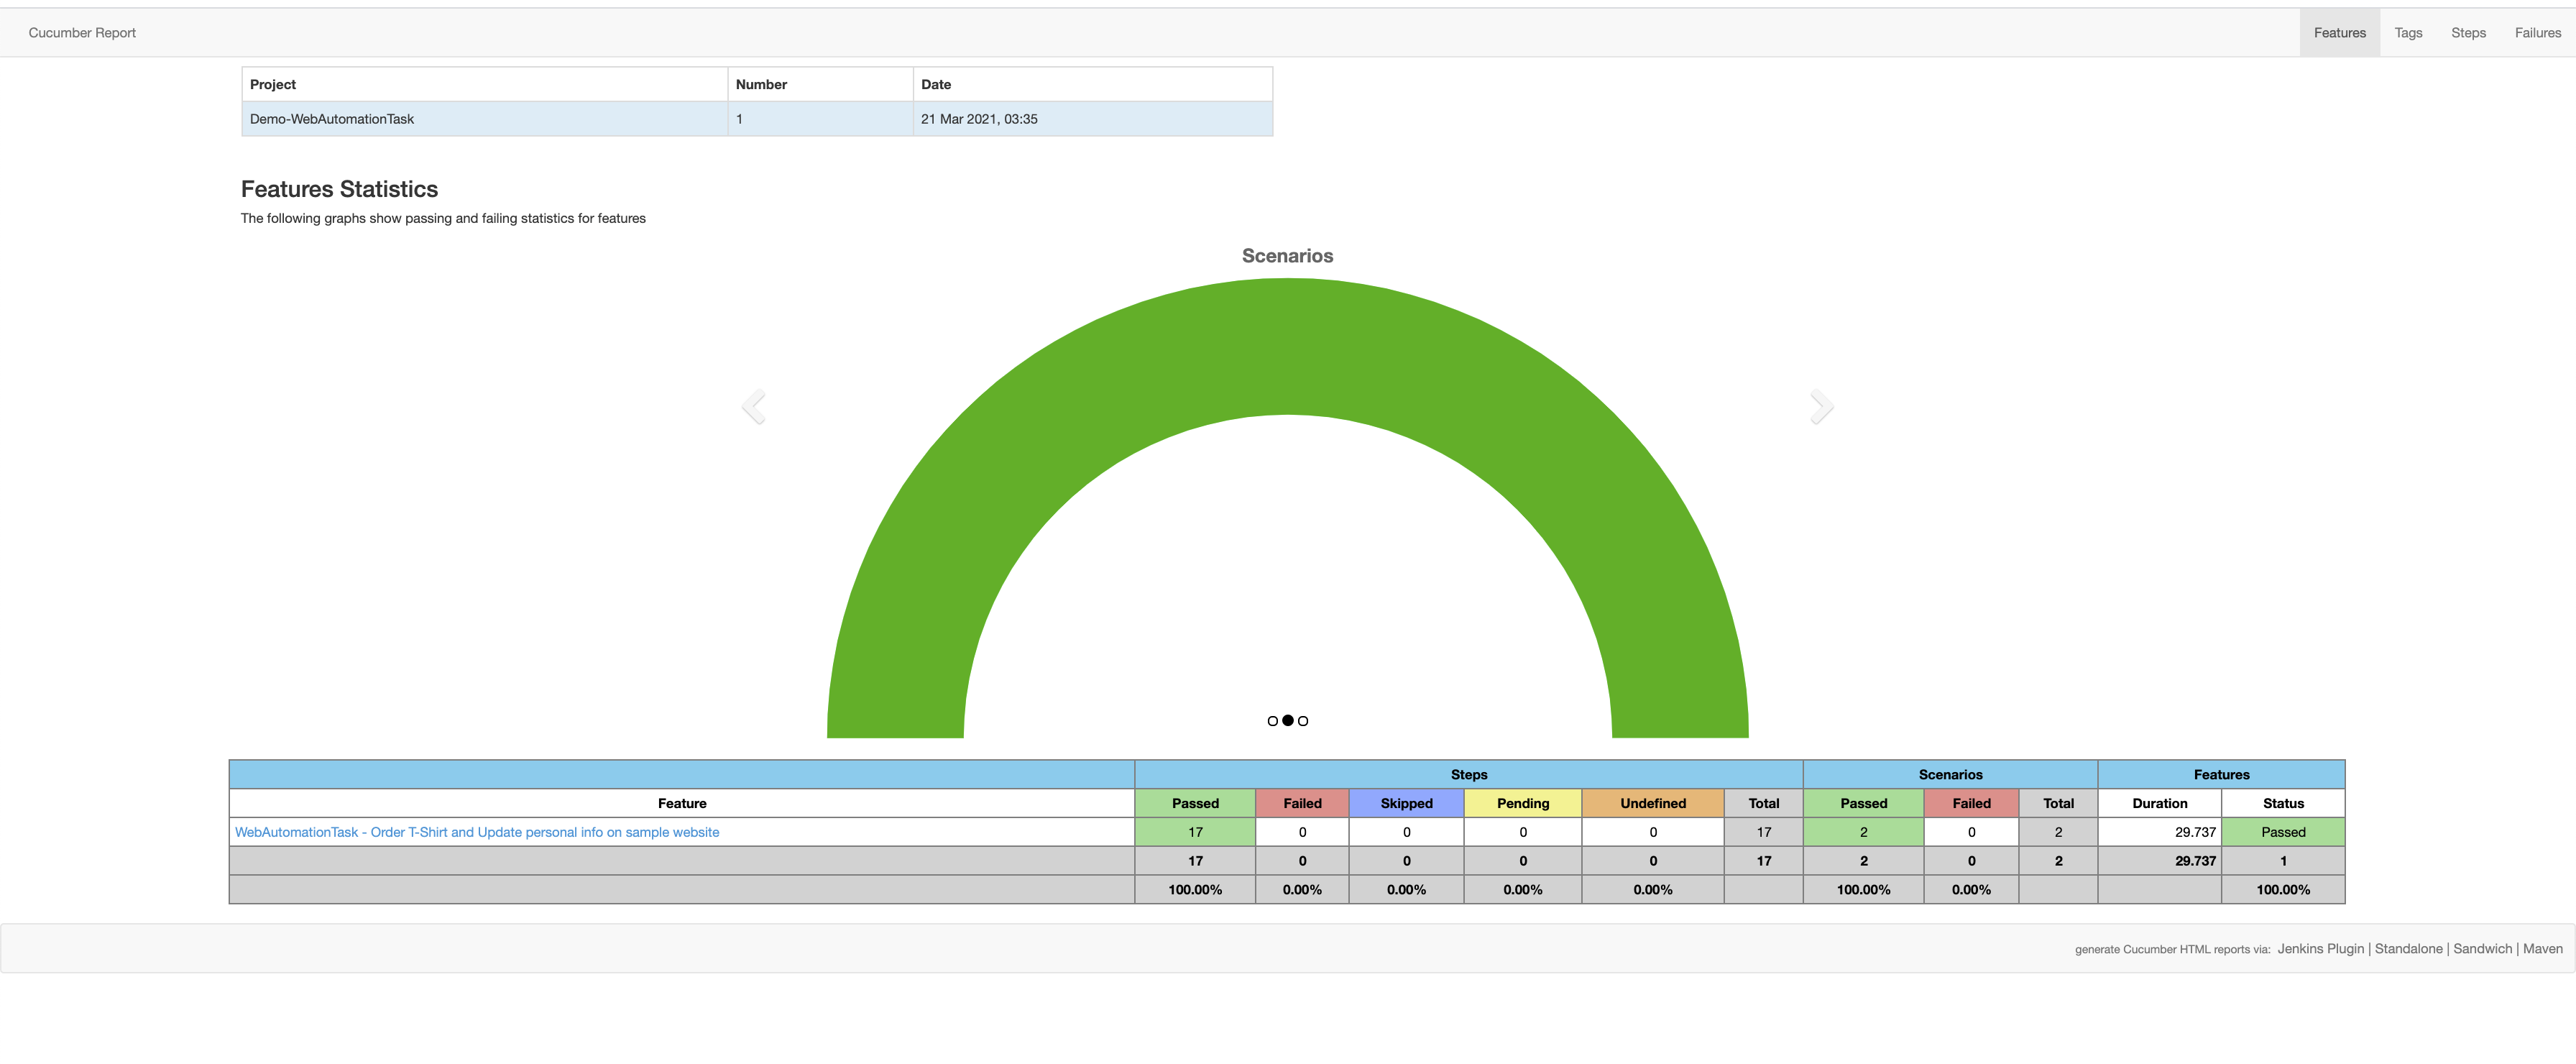 Cucumber Report Features Tags Steps Failures
Project Number Date
Demo-WebAutomationTask 1 21 Mar 2021, 03:35
Features Statistics
The following graphs show passing and failing statistics for features
Scenarios
Steps Scenarios Features
Feature Passed Failed Skipped Pending Undefined Total Passed Failed Total Duration Status
WebAutomationTask - Order T-Shirt and Update personal info on sample website 17 0 0 0 0 17 2 0 2 29.737 Passed
17 0 0 0 0 17 2 0 2 29.737 1
100.00% 0.00% 0.00% 0.00% 0.00% 100.00% 0.00% 100.00%
generate Cucumber HTML reports via: Jenkins Plugin | Standalone | Sandwich | Maven